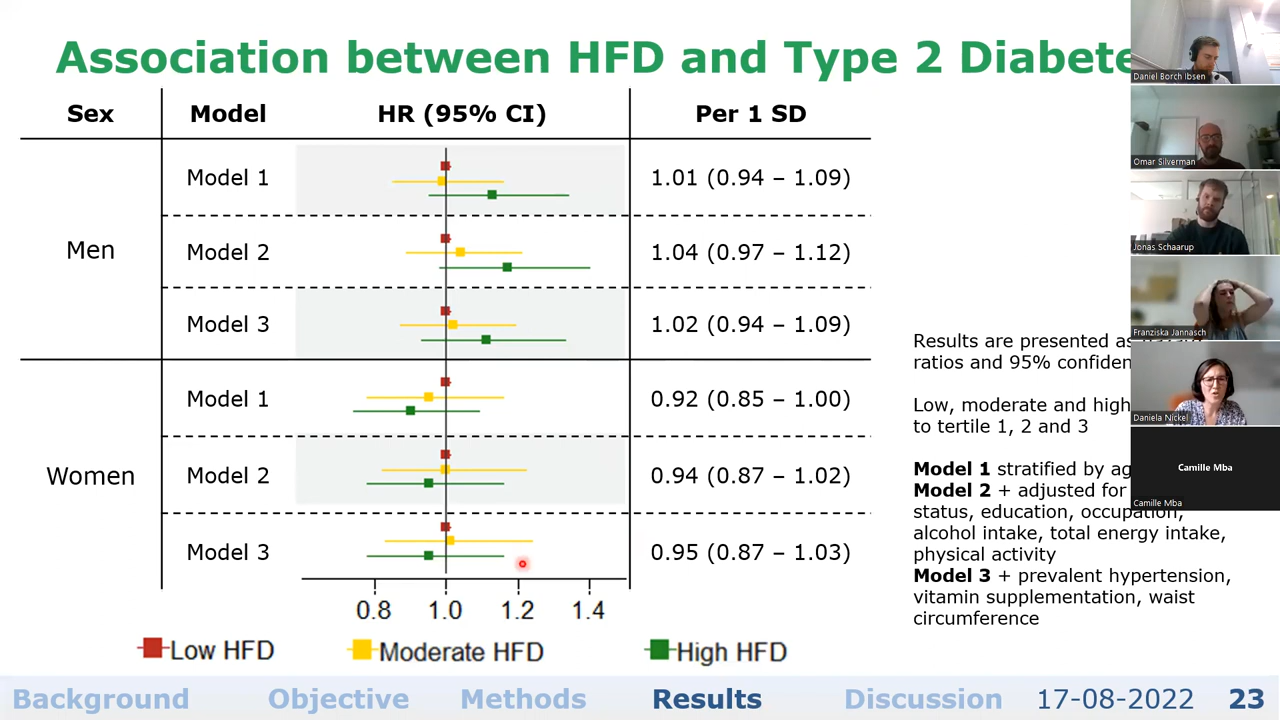 Association between HFD and Type 2 Diabete
Sex Model HR (95% CI) Per 1 SD
Men
Model 1 1.01 (0.94 – 1.09)
Model 2 1.04 (0.97 – 1.12)
Model 3 1.02 (0.94 – 1.09)
Women
Model 1 0.92 (0.85 – 1.00)
Model 2 0.94 (0.87 – 1.02)
Model 3 0.95 (0.87 – 1.03)
0.8 1.0 1.2 1.4
Low HFD Moderate HFD High HFD
Results are presented as
ratios and 95% confiden
Low, moderate and high
to tertile 1, 2 and 3
Model 1 stratified by ag
Model 2 + adjusted for
status, education, occupation,
alcohol intake, total energy intake,
physical activity
Model 3 + prevalent hypertension,
vitamin supplementation, waist
circumference
Daniel Borch Ibsen
Omar Silverman
Jonas Schaarup
Franziska Jannasch
Daniela Nickel
Camille Mba
Camille Mba
Background Objective Methods Results Discussion 17-08-2022 23